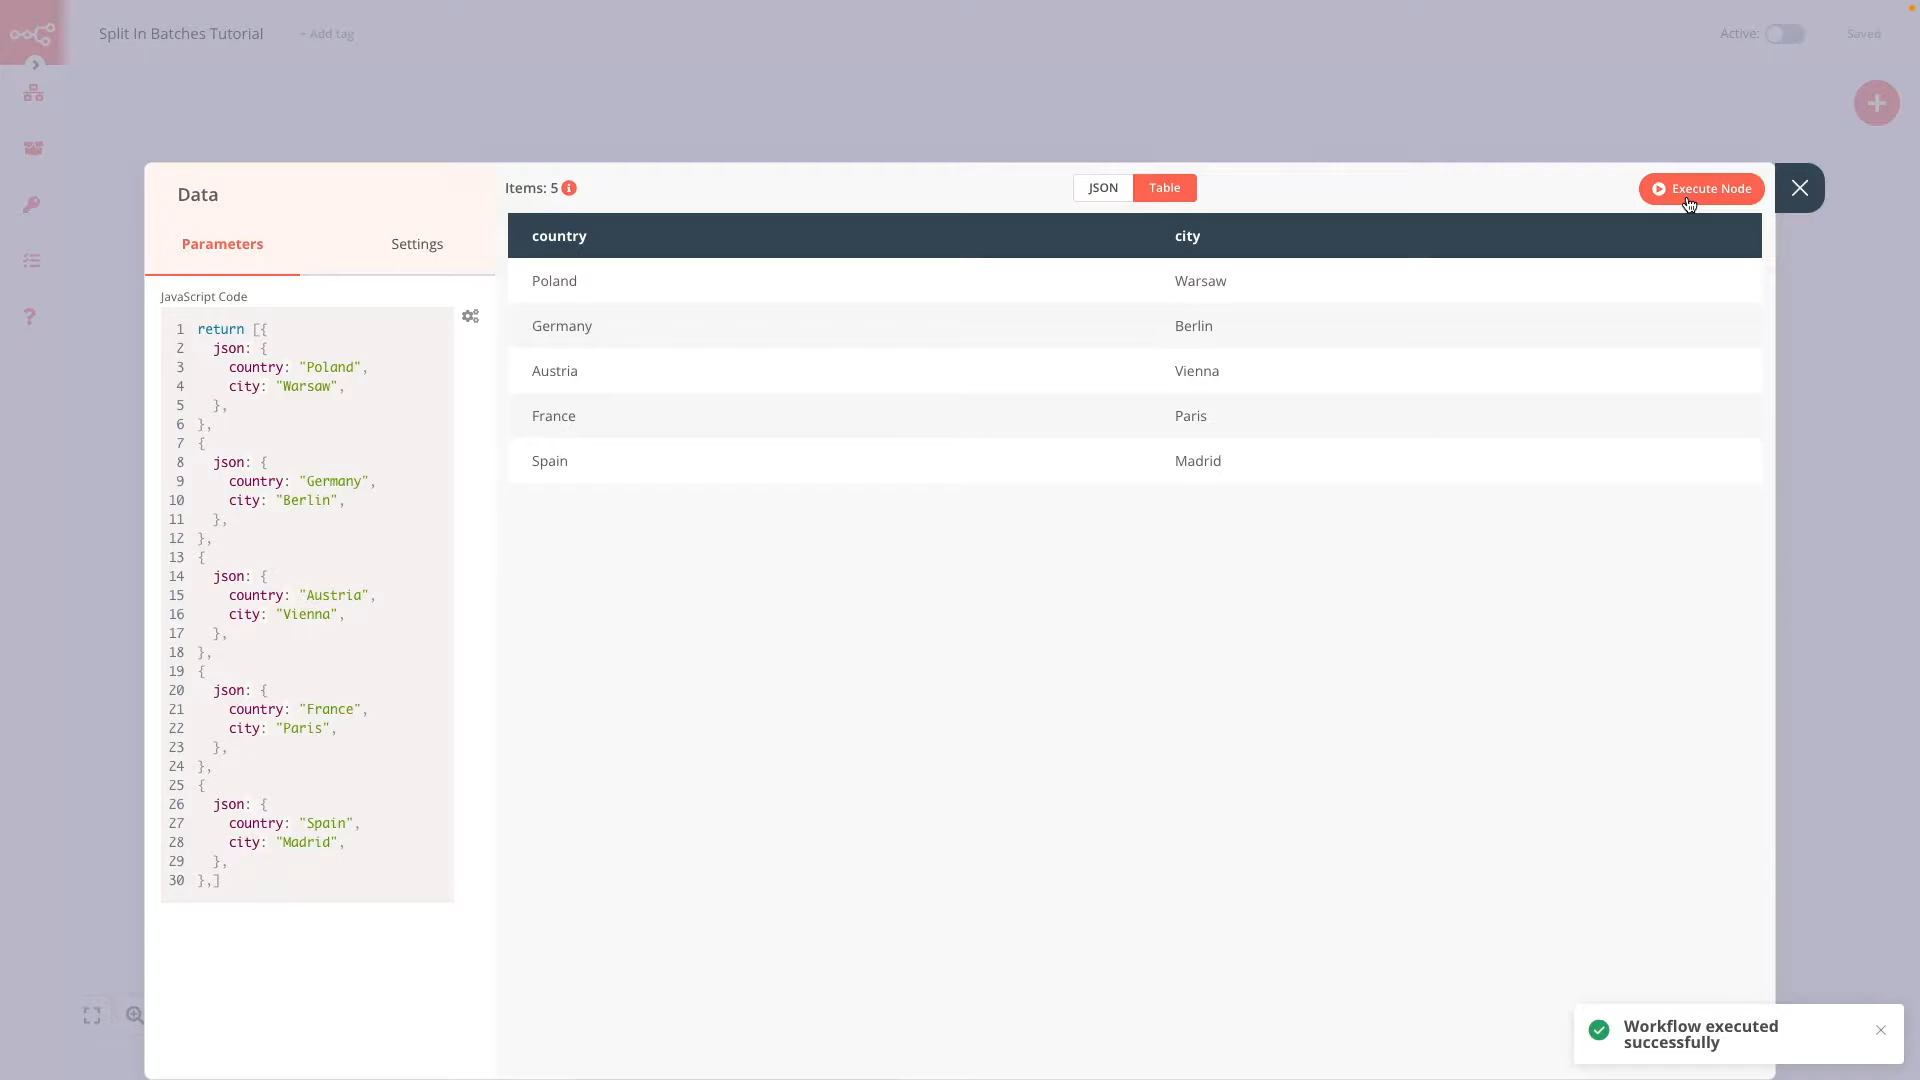 Split In Batches Tutorial
+ Add tag
Active:
Saved
Data
Parameters
Settings
JavaScript Code
1 return [{
2   json: {
3     country: "Poland",
4     city: "Warsaw",
5   },
6 },
7 {
8   json: {
9     country: "Germany",
10     city: "Berlin",
11   },
12 },
13 {
14   json: {
15     country: "Austria",
16     city: "Vienna",
17   },
18 },
19 {
20   json: {
21     country: "France",
22     city: "Paris",
23   },
24 },
25 {
26   json: {
27     country: "Spain",
28     city: "Madrid",
29   },
30 },]
Items: 5
JSON
Table
Execute Node
country city
Poland Warsaw
Germany Berlin
Austria Vienna
France Paris
Spain Madrid
Workflow executed
successfully